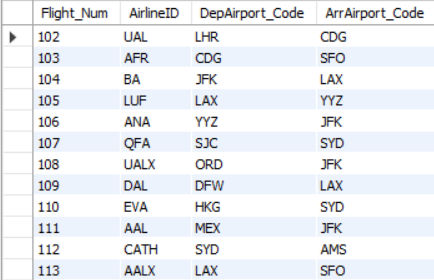 Flight_Num AirlineID DepAirport_Code ArrAirport_Code
102 UAL LHR CDG
103 AFR CDG SFO
104 BA JFK LAX
105 LUF LAX YYZ
106 ANA YYZ JFK
107 QFA SJC SYD
108 UALX ORD JFK
109 DAL DFW LAX
110 EVA HKG SYD
111 AAL MEX JFK
112 CATH SYD AMS
113 AALX LAX SFO